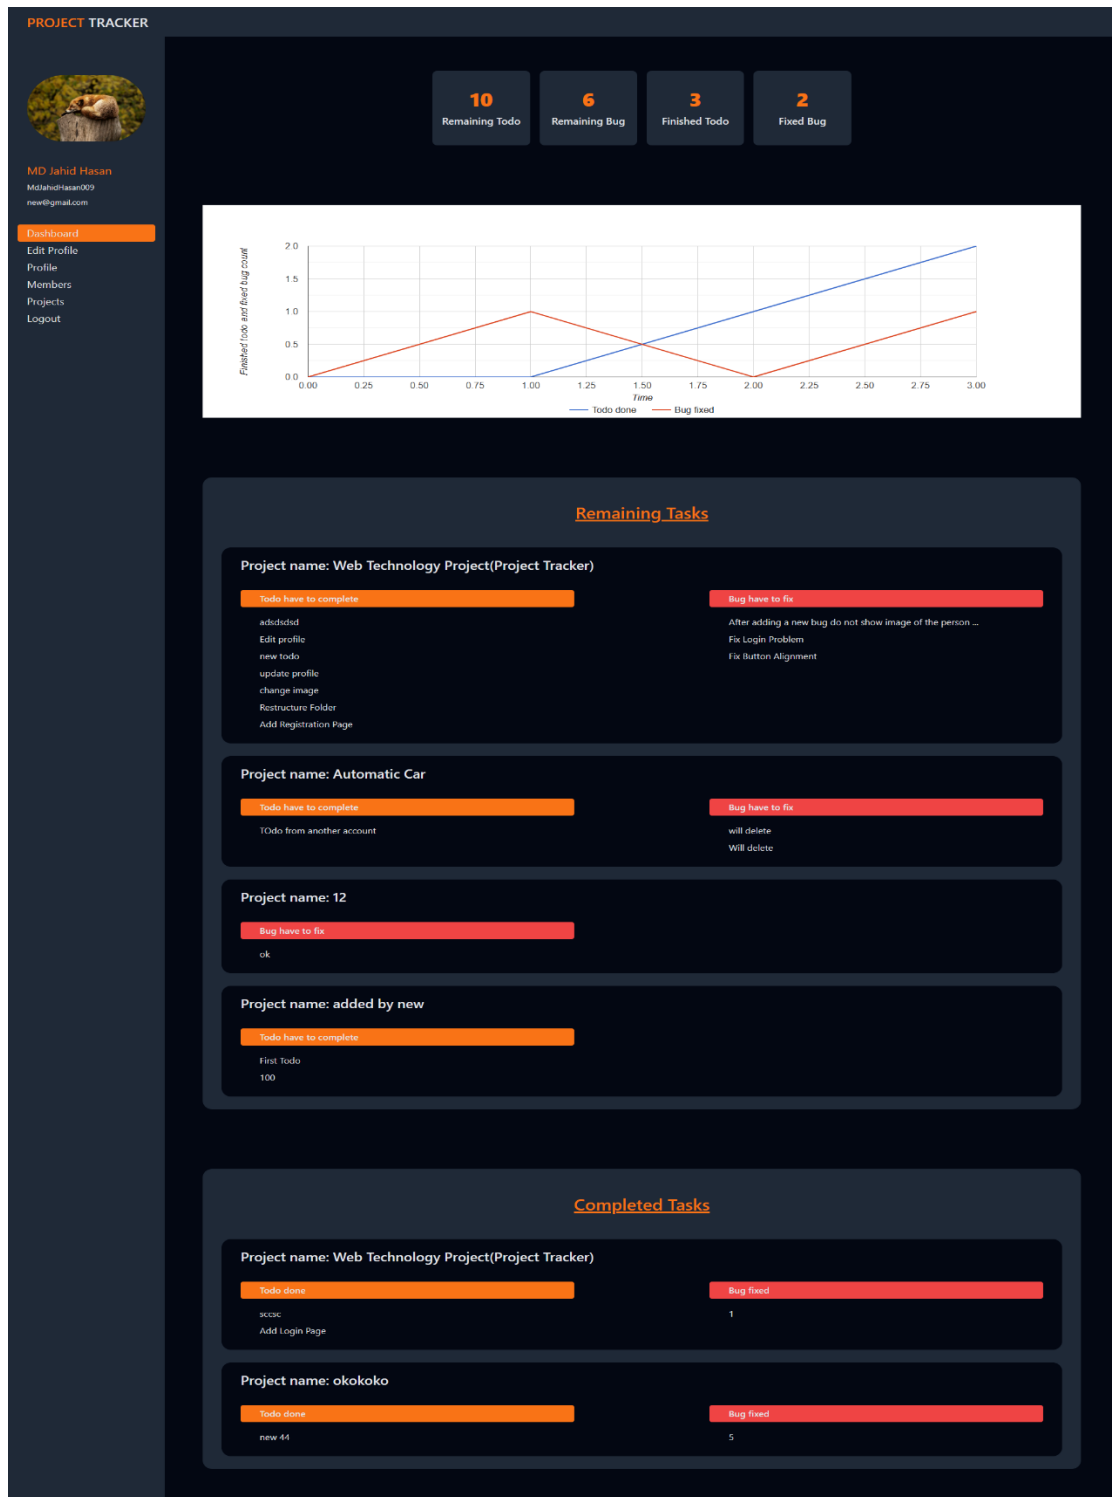 PROJECT TRACKER
MD Jahid Hasan
MdJahidHasan009
new@gmail.com
Dashboard
Edit Profile
Profile
Members
Projects
Logout
10
Remaining Todo
6
Remaining Bug
3
Finished Todo
2
Fixed Bug
Finished todo and fixed bug count
2.0
1.5
1.0
0.5
0.0
0.00 0.25 0.50 0.75 1.00 1.25 1.50 1.75 2.00 2.25 2.50 2.75 3.00
Time
Todo done Bug fixed
Remaining Tasks
Project name: Web Technology Project(Project Tracker)
Todo have to complete
adsdsdsd
Edit profile
new todo
update profile
change image
Restructure Folder
Add Registration Page
Bug have to fix
After adding a new bug do not show image of the person ...
Fix Login Problem
Fix Button Alignment
Project name: Automatic Car
Todo have to complete
TOdo from another account
Bug have to fix
will delete
Will delete
Project name: 12
Bug have to fix
ok
Project name: added by new
Todo have to complete
First Todo
100
Completed Tasks
Project name: Web Technology Project(Project Tracker)
Todo done
sccsc
Add Login Page
Bug fixed
1
Project name: okokoko
Todo done
new 44
Bug fixed
5